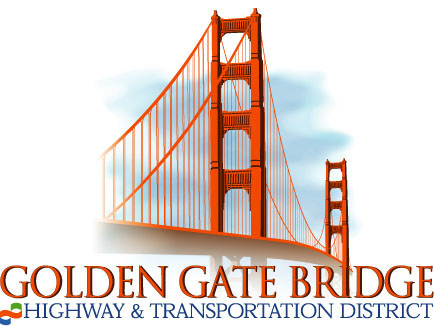 GOLDEN GATE BRIDGE
HIGHWAY & TRANSPORTATION DISTRICT